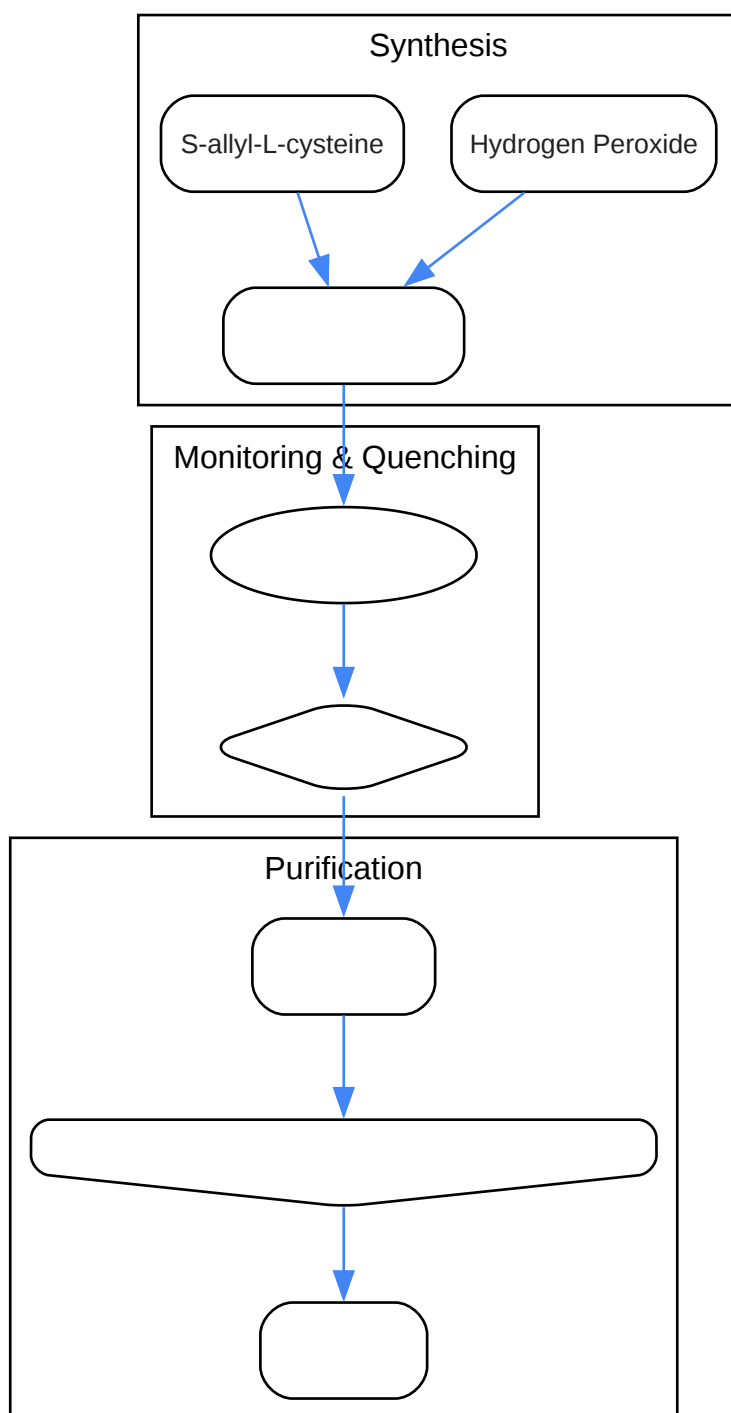 Synthesis
S-allyl-L-cysteine
Hydrogen Peroxide
Monitoring & Quenching
Purification